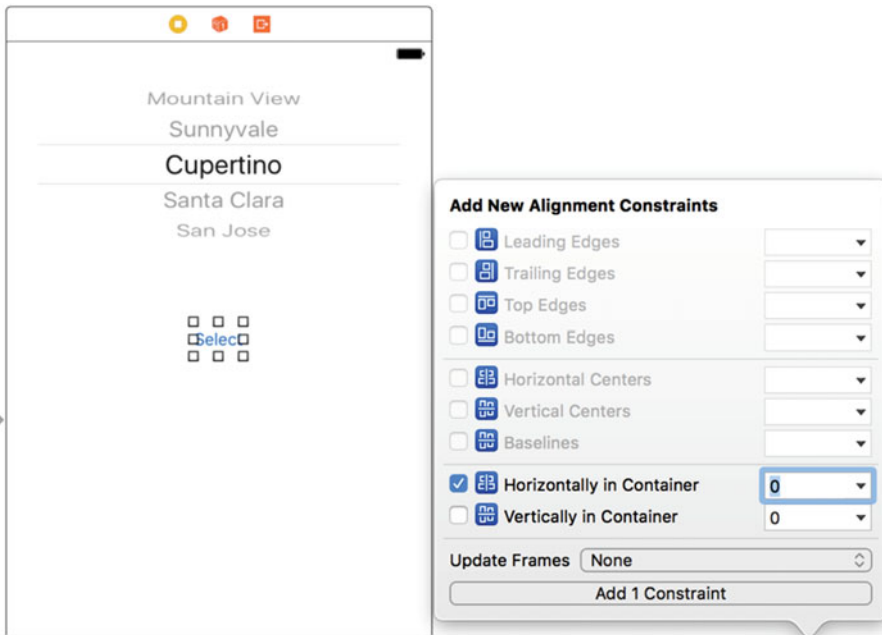 Mountain View
Sunnyvale
Cupertino
Santa Clara
San Jose
Select
Add New Alignment Constraints
Leading Edges
Trailing Edges
Top Edges
Bottom Edges
Horizontal Centers
Vertical Centers
Baselines
Horizontally in Container 0
Vertically in Container 0
Update Frames None
Add 1 Constraint